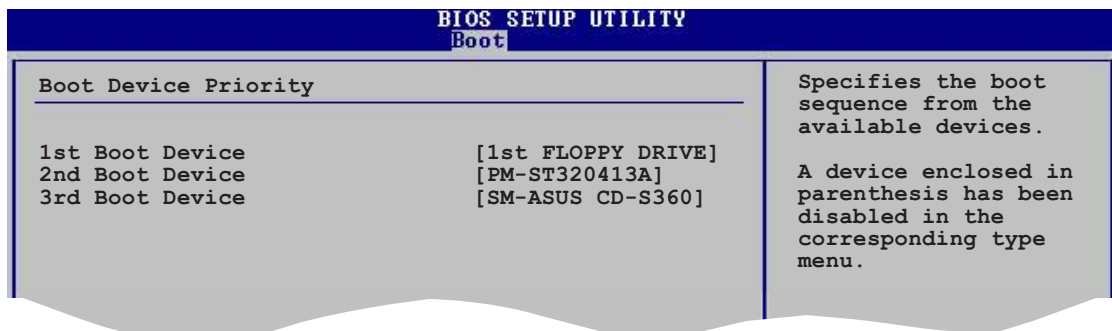 BIOS SETUP UTILITY
Boot
Boot Device Priority
1st Boot Device [1st FLOPPY DRIVE]
2nd Boot Device [PM-ST320413A]
3rd Boot Device [SM-ASUS CD-S360]
Specifies the boot
sequence from the
available devices.
A device enclosed in
parenthesis has been
disabled in the
corresponding type
menu.